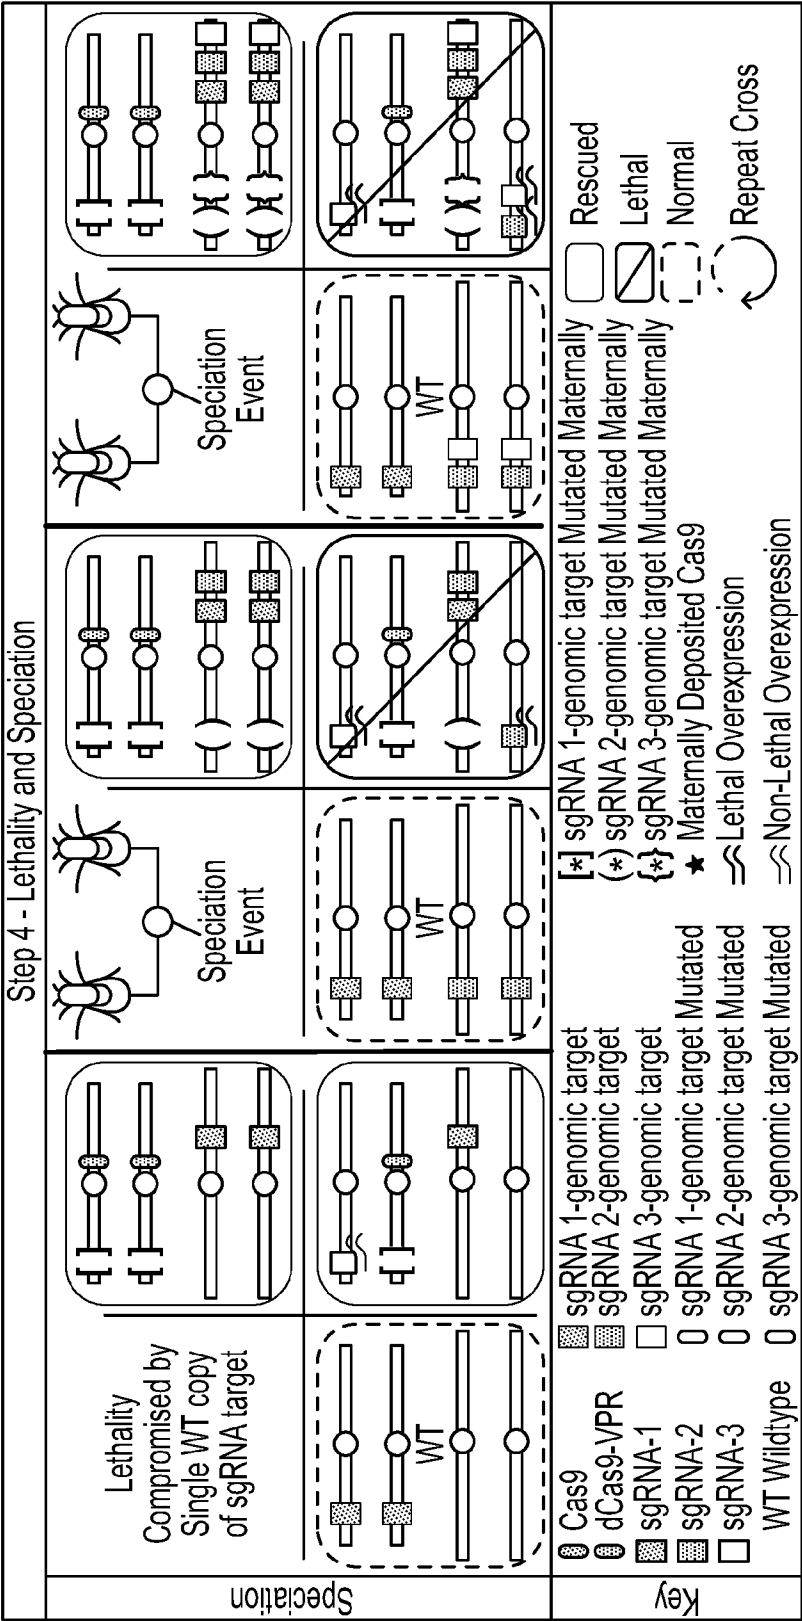 Step 4 - Lethality and Speciation
Speciation
Lethality
Compromised by
Single WT copy
of sgRNA target
WT
Speciation
Event
WT
Speciation
Event
WT
Key
Cas9
dCas9-VPR
sgRNA-1
sgRNA-2
sgRNA-3
WT Wildtype
sgRNA 1-genomic target
sgRNA 2-genomic target
sgRNA 3-genomic target
sgRNA 1-genomic target Mutated
sgRNA 2-genomic target Mutated
sgRNA 3-genomic target Mutated
[*] sgRNA 1-genomic target Mutated Maternally
(*) sgRNA 2-genomic target Mutated Maternally
{*} sgRNA 3-genomic target Mutated Maternally
★ Maternally Deposited Cas9
Lethal Overexpression
Non-Lethal Overexpression
Rescued
Lethal
Normal
Repeat Cross